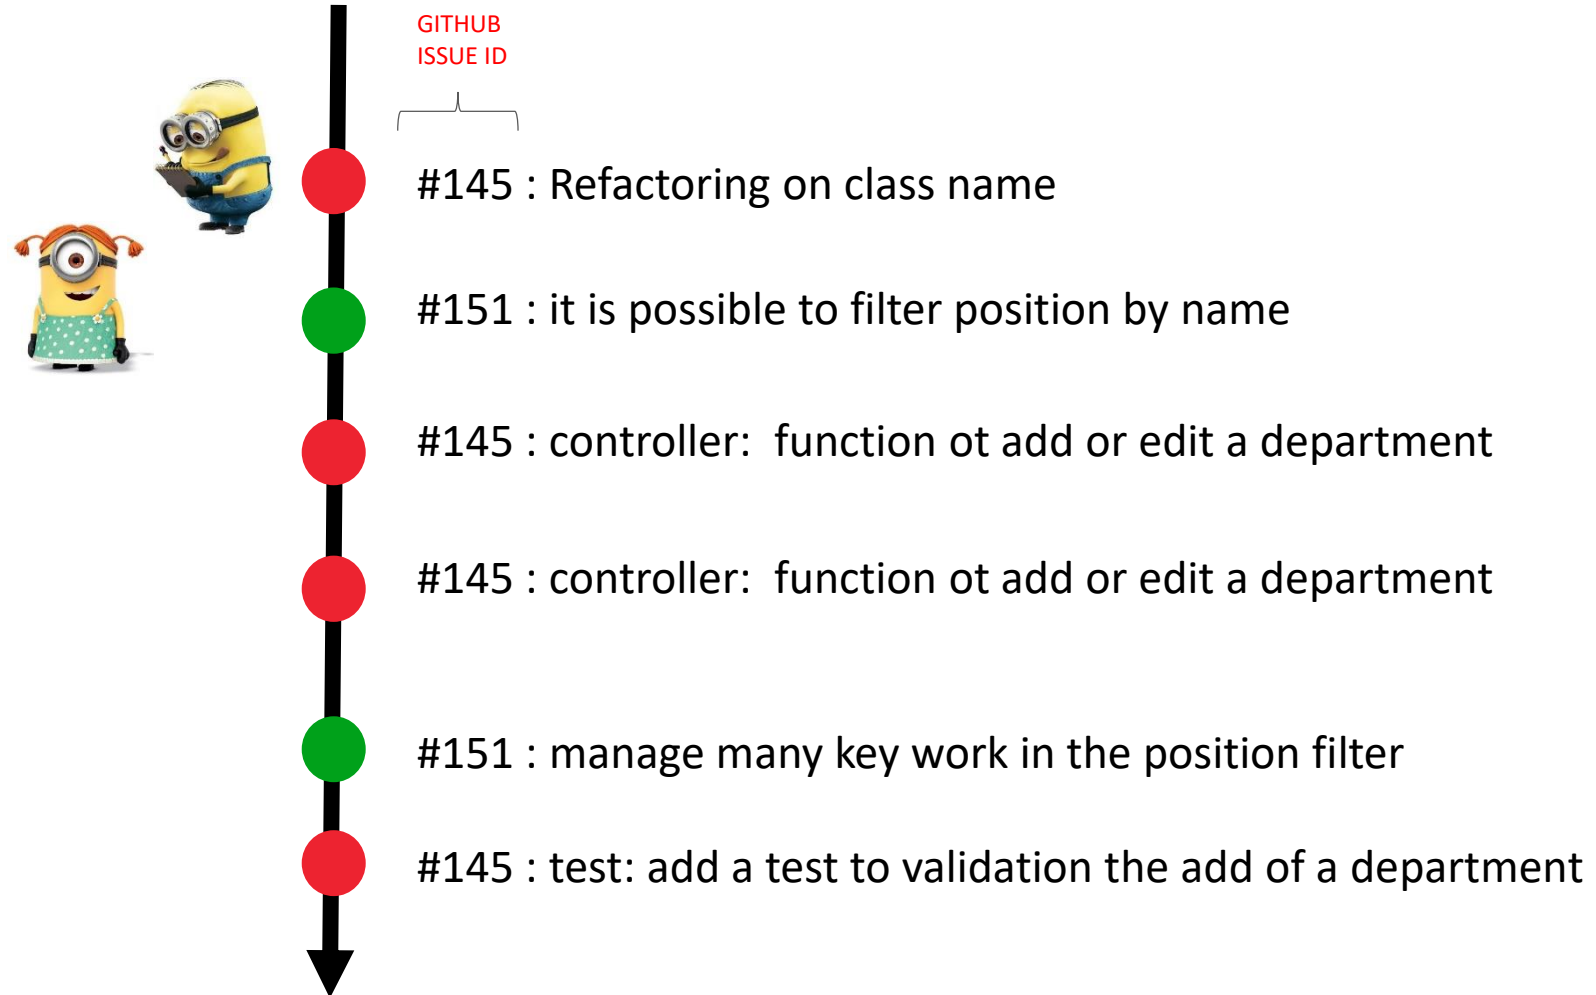 GITHUB
ISSUE ID
#145 : Refactoring on class name
#151 : it is possible to filter position by name
#145 : controller:  function ot add or edit a department
#145 : controller:  function ot add or edit a department
#151 : manage many key work in the position filter
#145 : test: add a test to validation the add of a department